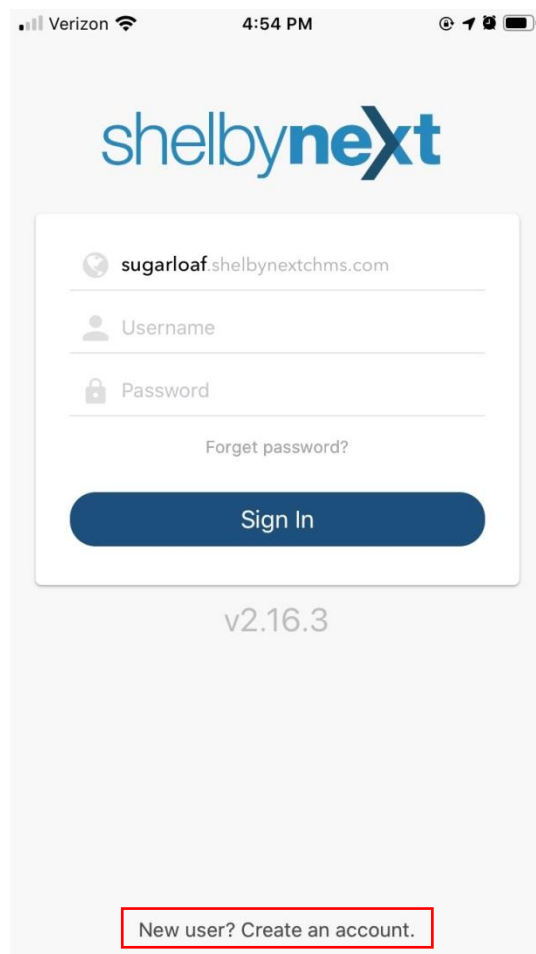 Verizon 4:54 PM
shelbynext
sugarloaf.shelbynextchms.com
Username
Password
Forget password?
Sign In
v2.16.3
New user? Create an account.